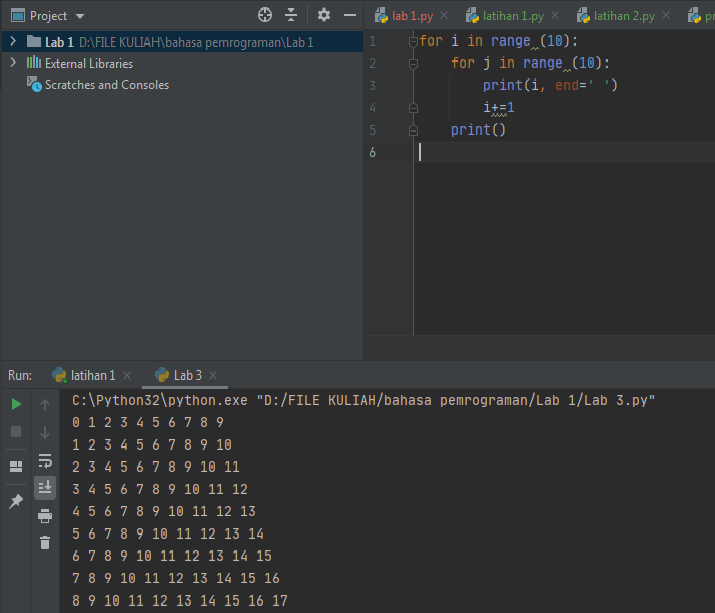 Project
Lab 1 D:\FILE KULIAH\bahasa pemrograman\Lab 1
External Libraries
Scratches and Consoles
lab 1.py latihan 1.py latihan 2.py
1 for i in range (10):
2 for j in range (10):
3 print(i, end=' ')
4 i+=1
5 print()
6
Run: latihan 1 Lab 3
C:\Python32\python.exe "D:/FILE KULIAH/bahasa pemrograman/Lab 1/Lab 3.py"
0 1 2 3 4 5 6 7 8 9
1 2 3 4 5 6 7 8 9 10
2 3 4 5 6 7 8 9 10 11
3 4 5 6 7 8 9 10 11 12
4 5 6 7 8 9 10 11 12 13
5 6 7 8 9 10 11 12 13 14
6 7 8 9 10 11 12 13 14 15
7 8 9 10 11 12 13 14 15 16
8 9 10 11 12 13 14 15 16 17